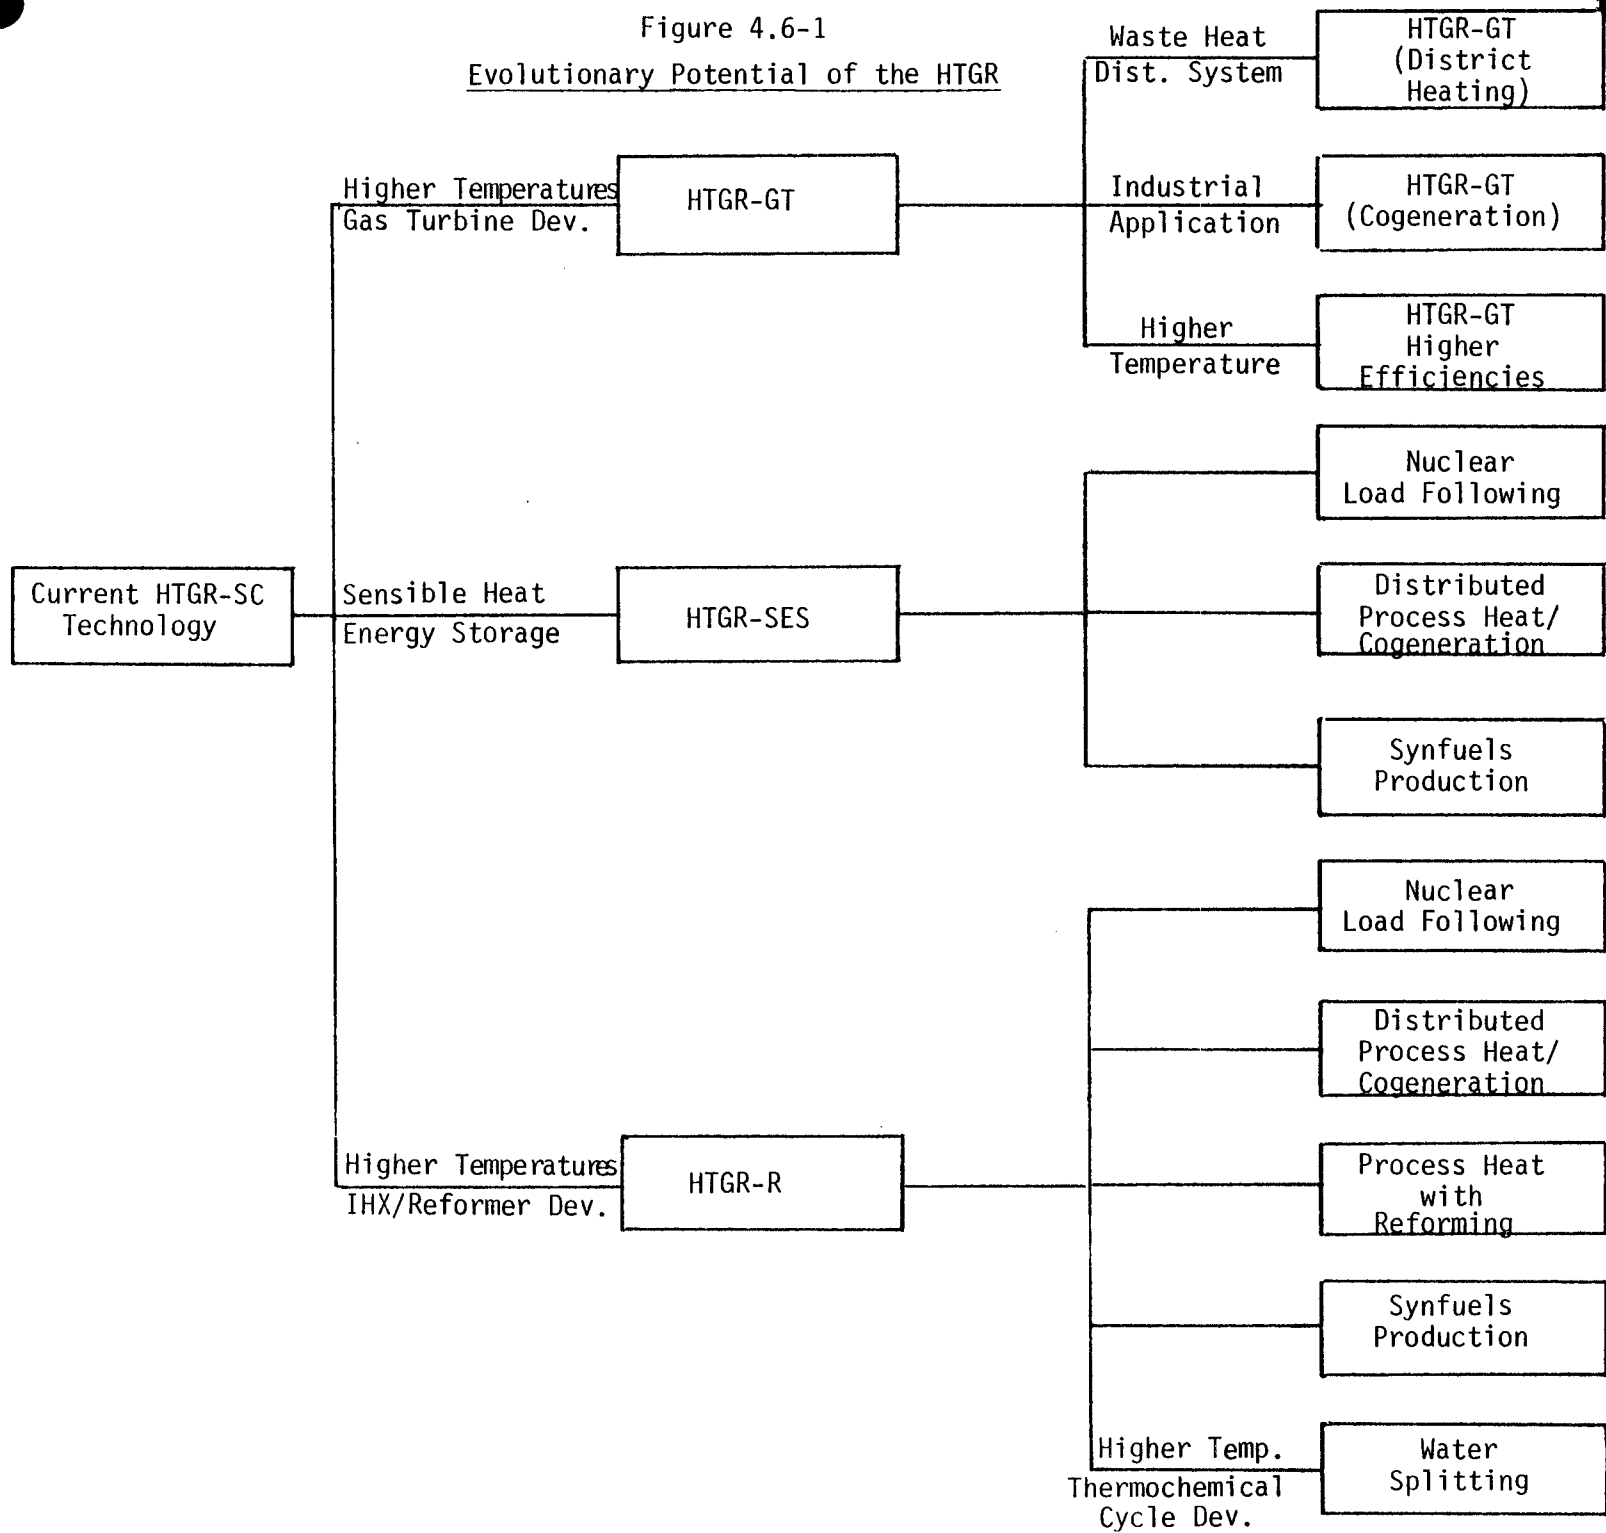 Figure 4.6-1
Evolutionary Potential of the HTGR
Waste Heat
Dist. System
HTGR-GT
(District
Heating)
Higher Temperatures
Gas Turbine Dev.
HTGR-GT
Industrial
Application
HTGR-GT
(Cogeneration)
Higher
Temperature
HTGR-GT
Higher
Efficiencies
Current HTGR-SC
Technology
Sensible Heat
Energy Storage
HTGR-SES
Nuclear
Load Following
Distributed
Process Heat/
Cogeneration
Synfuels
Production
Higher Temperatures
IHX/Reformer Dev.
HTGR-R
Nuclear
Load Following
Distributed
Process Heat/
Cogeneration
Process Heat
with
Reforming
Synfuels
Production
Higher Temp.
Thermochemical
Cycle Dev.
Water
Splitting